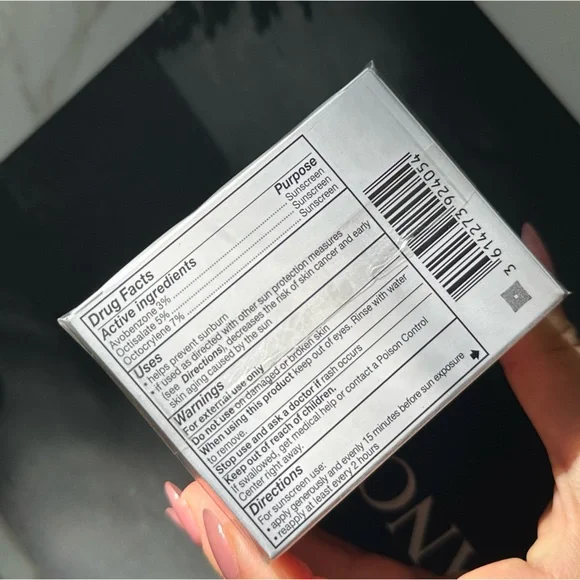 Drug Facts
Active ingredients Purpose
Avobenzone 3% Sunscreen
Octisalate 5% Sunscreen
Octocrylene 7% Sunscreen
Uses
• helps prevent sunburn
• if used as directed with other sun protection measures
(see Directions), decreases the risk of skin cancer and early
skin aging caused by the sun
Warnings
For external use only
Do not use on damaged or broken skin
When using this product keep out of eyes. Rinse with water
to remove.
Stop use and ask a doctor if rash occurs
Keep out of reach of children.
If swallowed, get medical help or contact a Poison Control
Center right away.
Directions
For sunscreen use:
• apply generously and evenly 15 minutes before sun exposure
• reapply at least every 2 hours
3 614273 924054
ANC